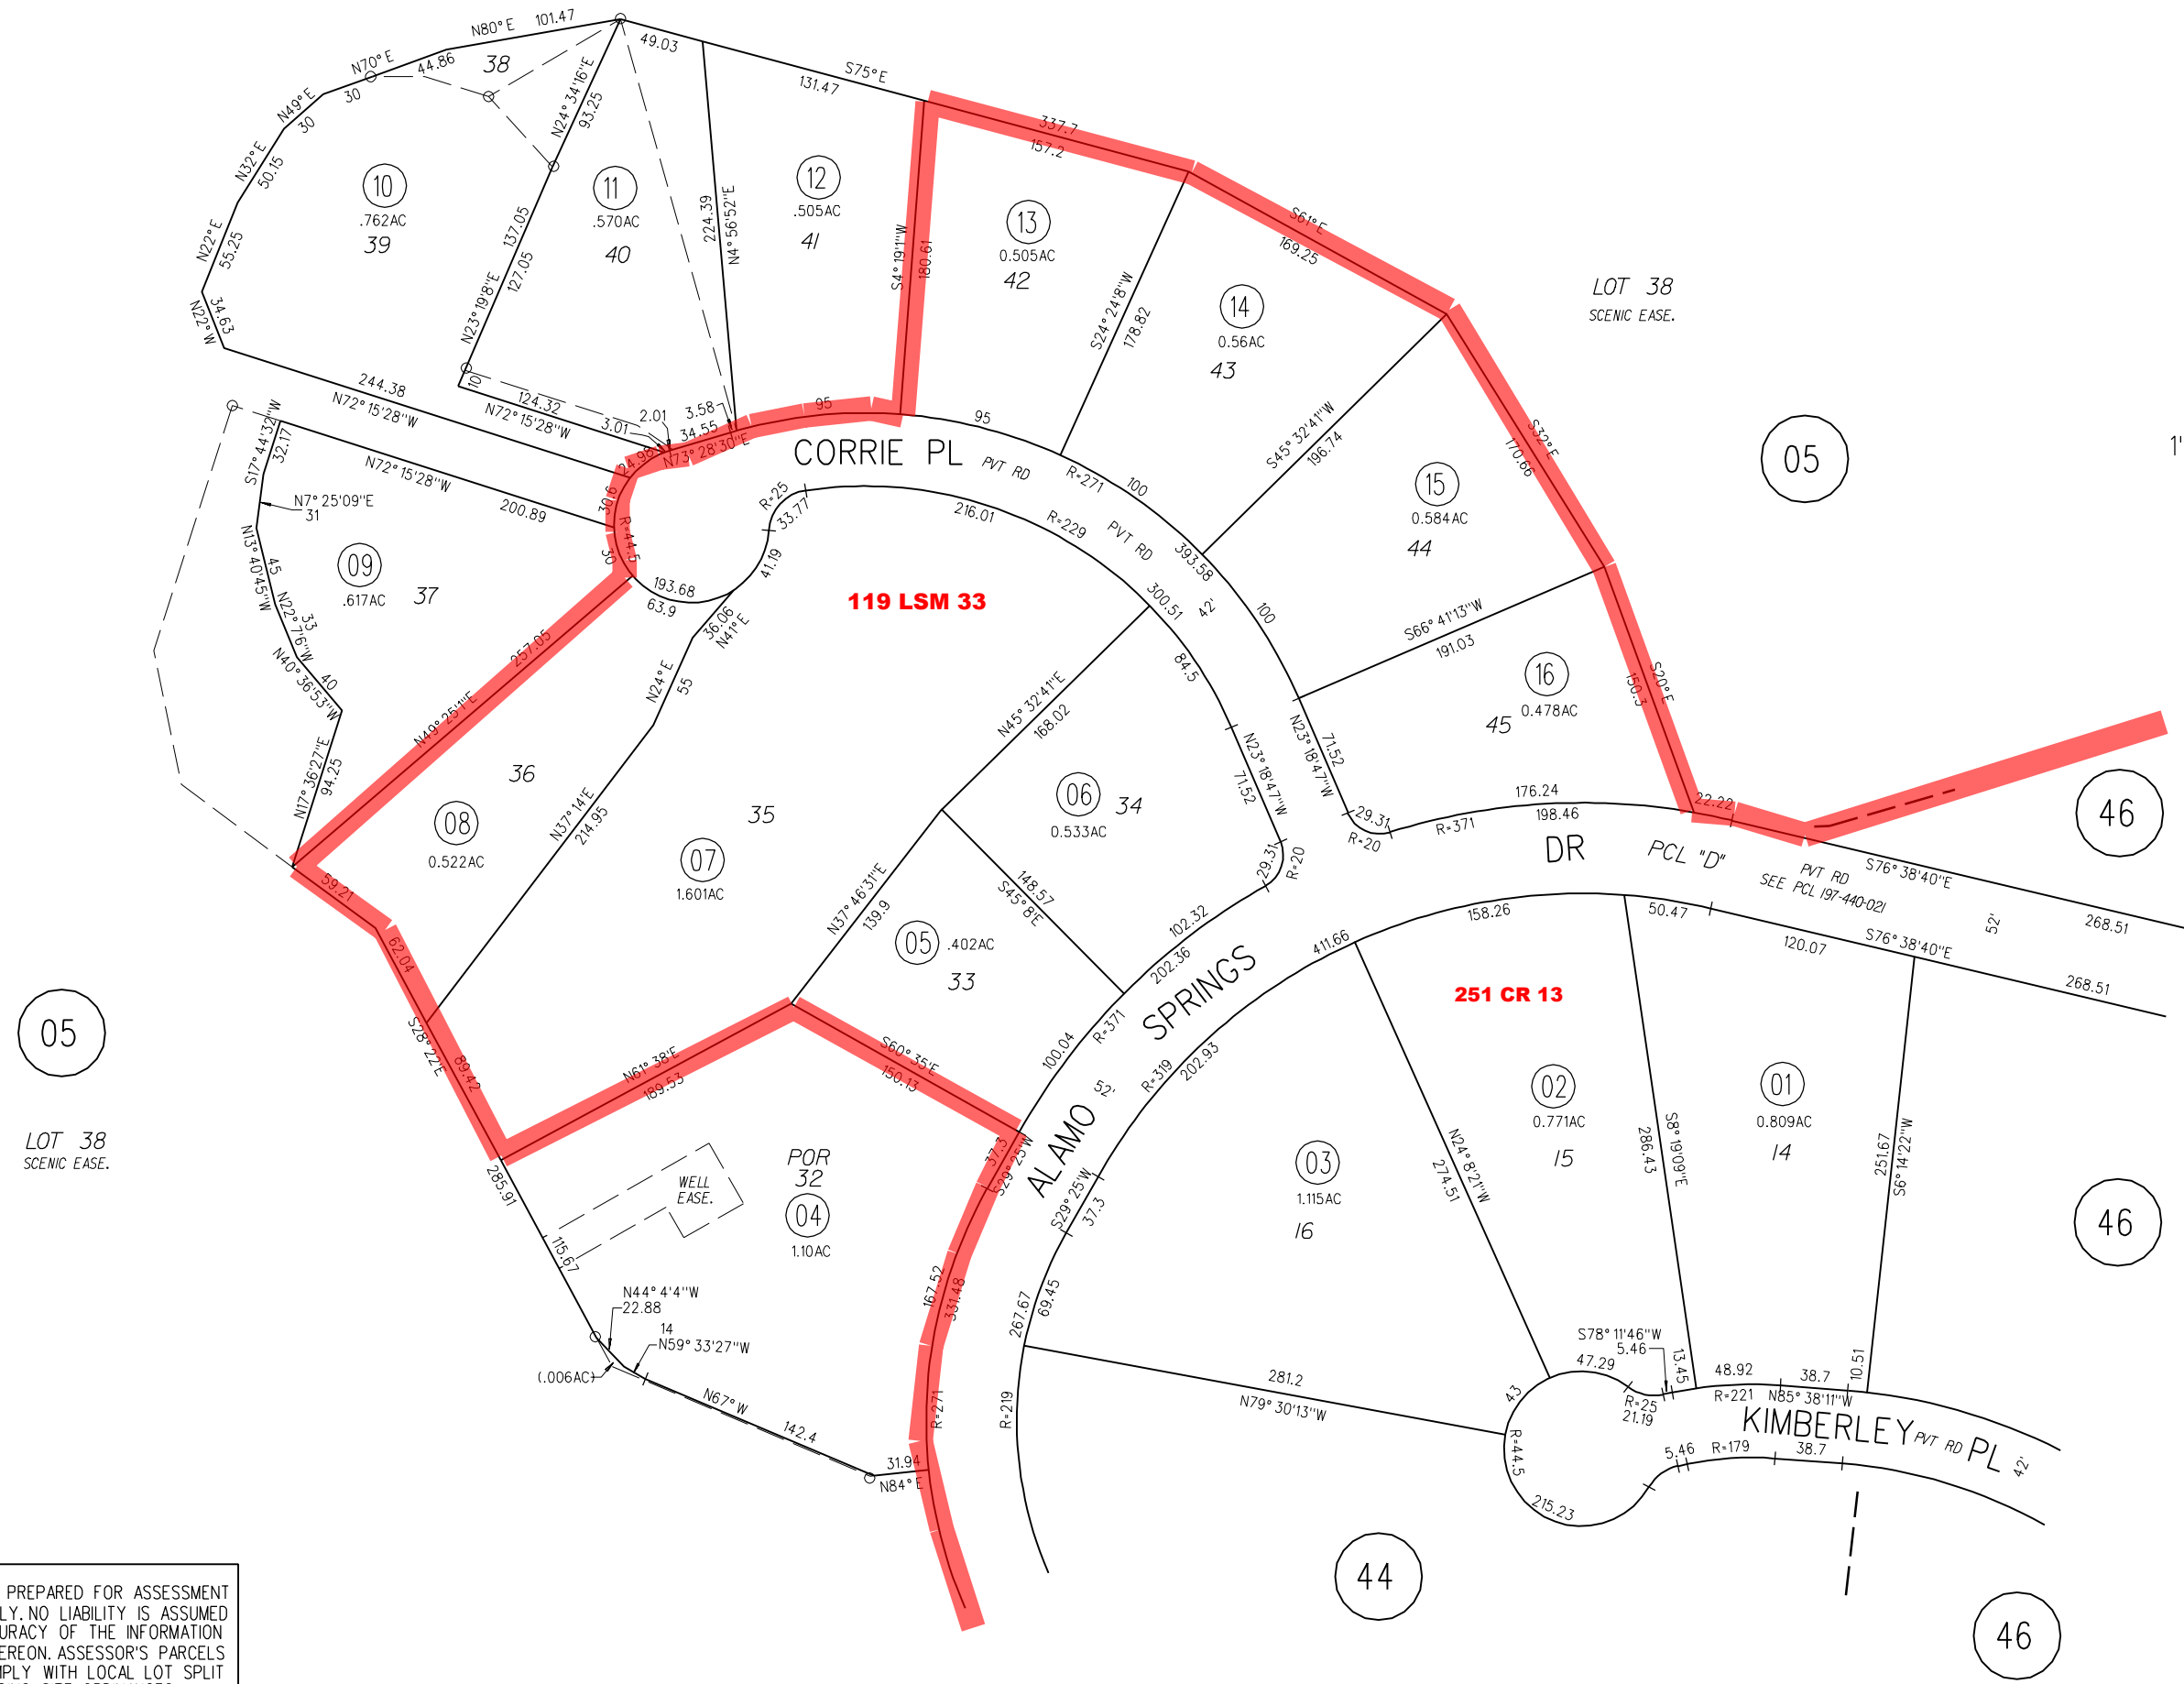 N80°E 101.47
N70°E 44.86
38
30
N49°E
30
N32°E
50.15
N22°E
55.25
34.63
N22°W
10
.762AC
39
N24°34'16"E
93.25
137.05
127.05
N23°19'8"E
10
11
.570AC
40
49.03
S75°E
131.47
224.39
N4°56'52"E
12
.505AC
41
S4°19'1"W
180.61
337.7
157.2
13
0.505AC
42
S24°24'8"W
178.82
S61°E
169.25
14
0.56AC
43
LOT 38
SCENIC EASE.
S45°32'41"W
196.74
S32°E
170.66
15
0.584AC
44
05
1'
S66°41'13"W
191.03
16
0.478AC
45
S20°E
150.3
46
244.38
N72°15'28"W
124.32
N72°15'28"W
3.01
2.01
3.58
34.55
N73°28'30"E
24.98
95
95
CORRIE PL PVT RD
R=271
100
PVT RD
393.58
42'
100
S17°44'32"W
32.17
N72°15'28"W
200.89
N7°25'09"E
31
N13°40'45"W
45
N22°7'6"W
33
N40°36'53"W
40
N17°36'27"E
94.25
09
.617AC
37
30.6
R=44.5
30
193.68
63.9
R=25
33.77
41.19
36.06
N41°E
216.01
R=229
300.51
84.5
119 LSM 33
257.05
N49°25'1"E
N24°E
55
36
08
0.522AC
N37°14'E
214.95
35
07
1.601AC
N45°32'41"E
168.02
06
34
0.533AC
N23°18'47"W
71.52
N23°18'47"W
71.52
29.31
R=20
29.31
R=20
R=371
176.24
198.46
22.22
DR
PCL "D"
PVT RD
SEE PCL 197-440-021
S76°38'40"E
52'
268.51
N37°46'31"E
139.9
148.57
S45°8'E
05
.402AC
33
102.32
202.36
R=371
100.04
SPRINGS
ALAMO
52'
411.66
158.26
50.47
120.07
S76°38'40"E
268.51
R=319
202.93
251 CR 13
59.21
62.04
S28°22'E
89.42
285.91
115.67
N61°38'E
189.53
S60°35'E
150.13
37.3
S29°25'W
S29°25'W
37.3
05
LOT 38
SCENIC EASE.
POR
32
04
1.10AC
WELL
EASE.
N44°4'4"W
22.88
14
N59°33'27"W
(.006AC)
N67°W
142.4
31.94
N84°E
167.52
331.48
R=271
267.67
69.45
R=219
03
1.115AC
16
N24°8'21"W
274.51
02
0.771AC
15
286.43
S8°19'09"E
01
0.809AC
14
251.67
S6°14'22"W
46
281.2
N79°30'13"W
43
47.29
S78°11'46"W
5.46
13.45
R=25
21.19
48.92
R=221
38.7
N85°38'11"W
10.51
KIMBERLEY PVT RD PL
42'
5.46
R=179
38.7
R=44.5
215.23
44
46
PREPARED FOR ASSESSMENT
LY. NO LIABILITY IS ASSUMED
URACY OF THE INFORMATION
EREON. ASSESSOR'S PARCELS
MPLY WITH LOCAL LOT SPLIT